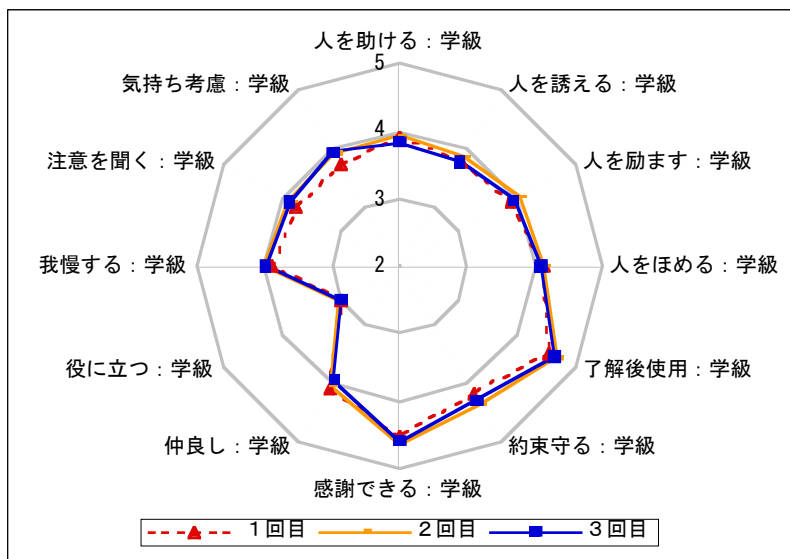 人を助ける：学級
人を誘える：学級
人を励ます：学級
人をほめる：学級
了解後使用：学級
約束守る：学級
感謝できる：学級
仲良し：学級
役に立つ：学級
我慢する：学級
注意を聞く：学級
気持ち考慮：学級
5
4
3
2
１回目 ２回目 ３回目